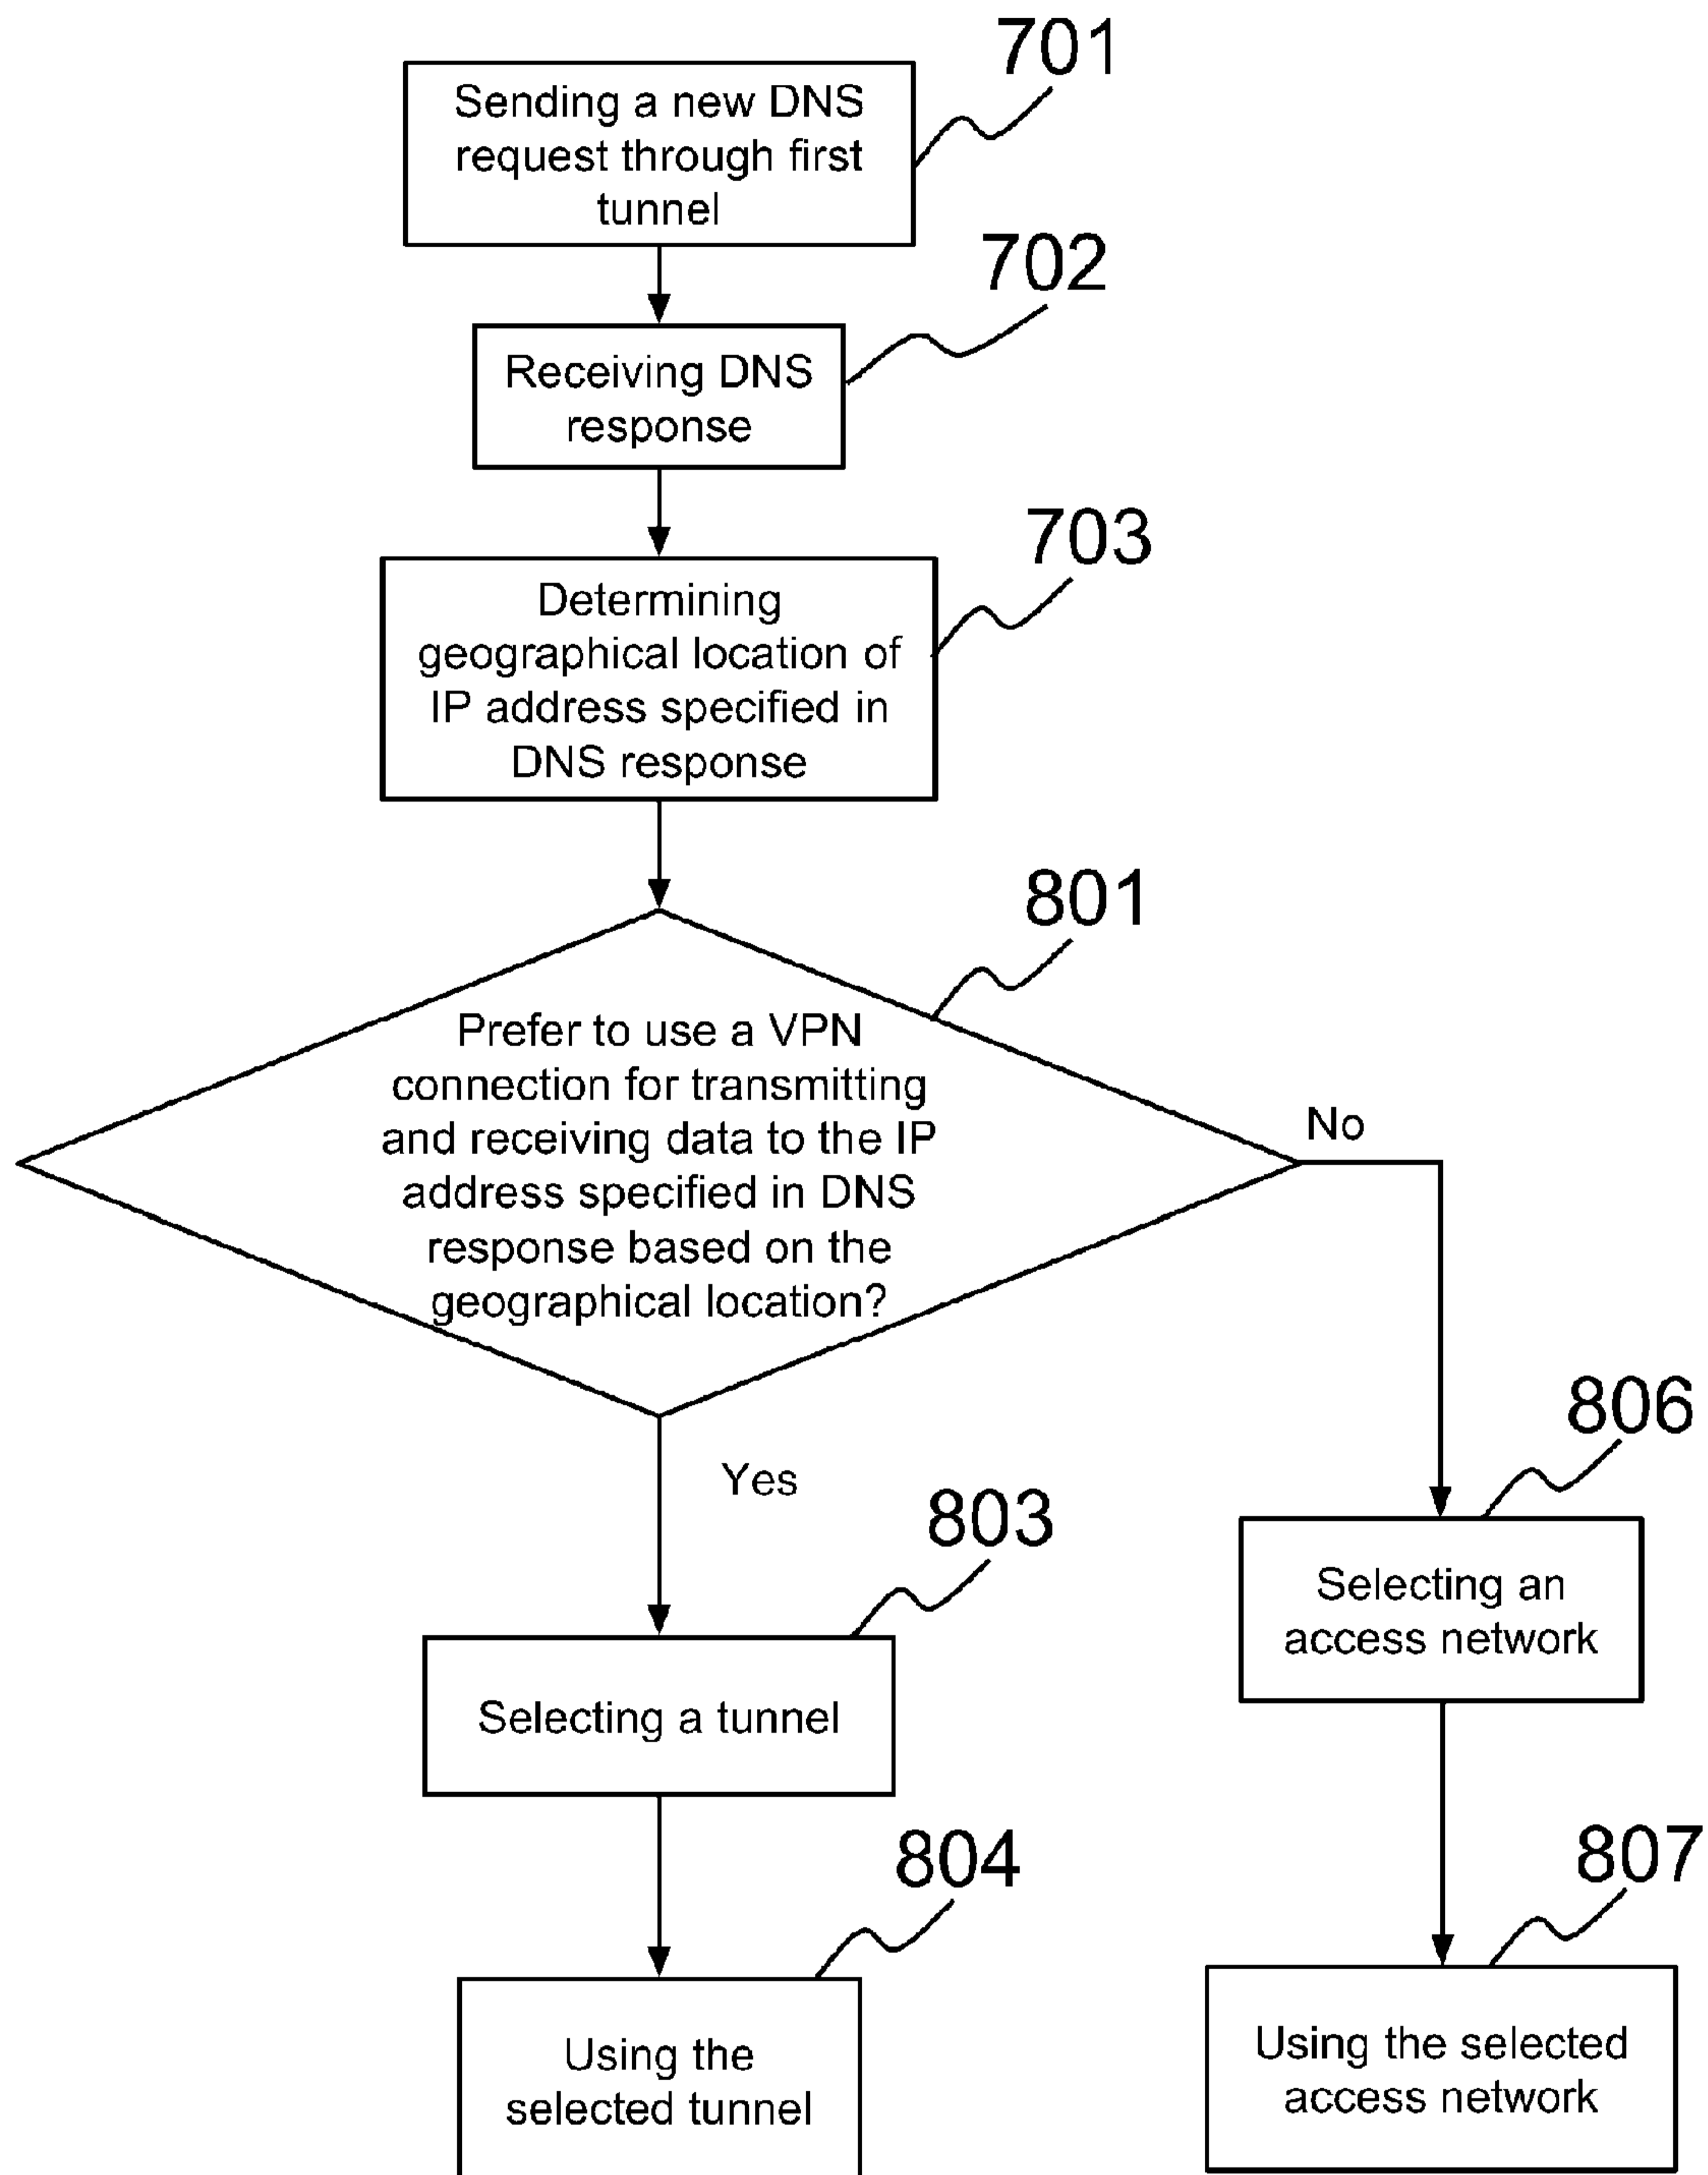 701
Sending a new DNS
request through first
tunnel
702
Receiving DNS
response
703
Determining
geographical location of
IP address specified in
DNS response
801
Prefer to use a VPN
connection for transmitting
and receiving data to the IP
address specified in DNS
response based on the
geographical location?
No
Yes
806
Selecting an
access network
803
Selecting a tunnel
804
Using the
selected tunnel
807
Using the selected
access network